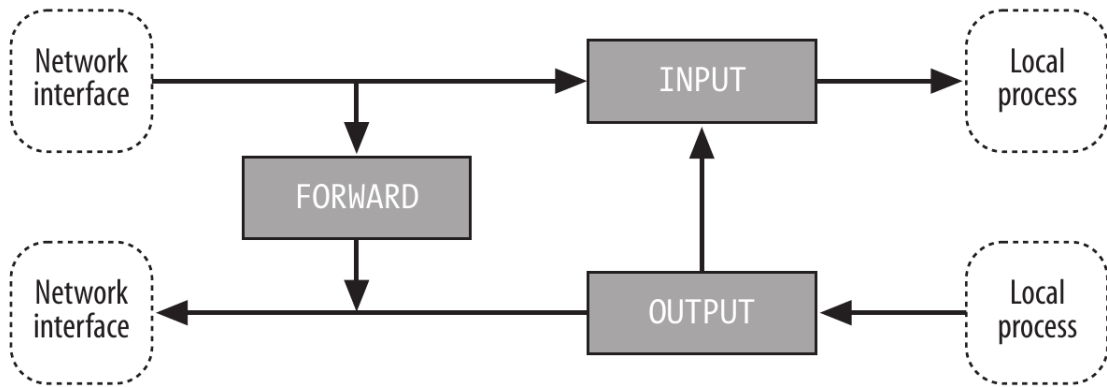 Network
interface
INPUT
Local
process
FORWARD
Network
interface
OUTPUT
Local
process